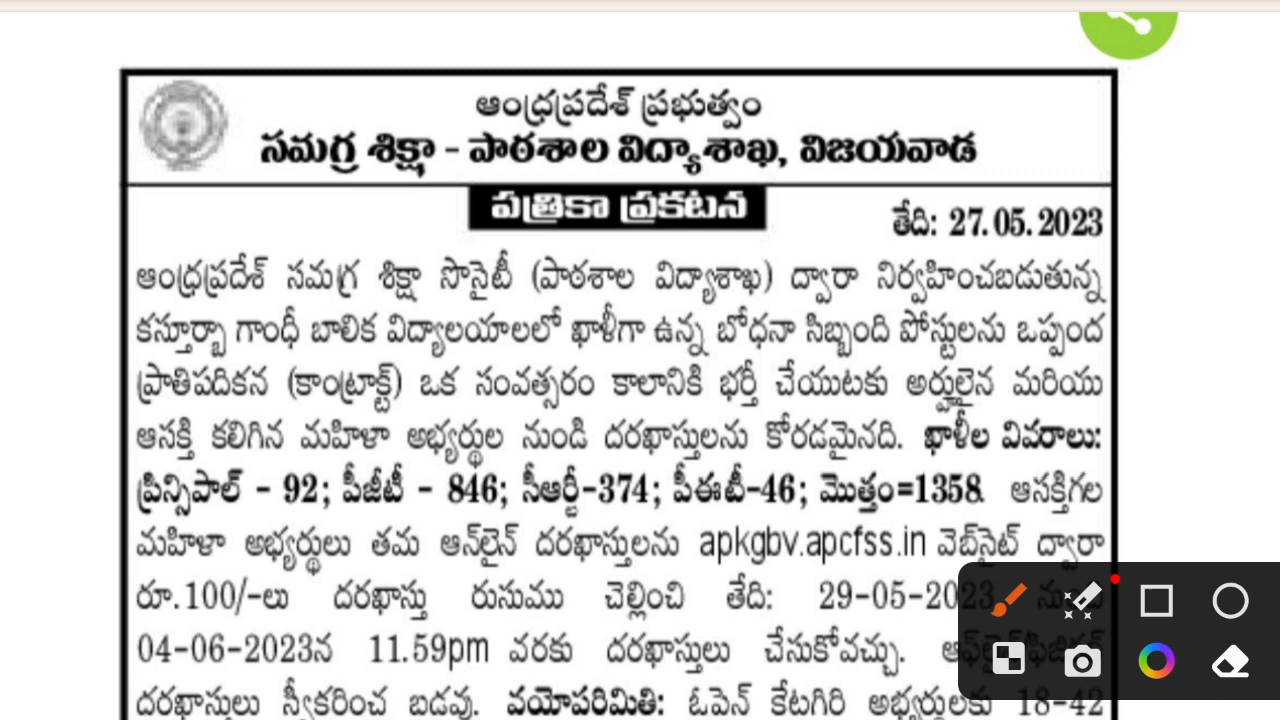 ఆంధ్రప్రదేశ్ ప్రభుత్వం
సమగ్ర శిక్షా - పాఠశాల విద్యాశాఖ, విజయవాడ
పత్రికా ప్రకటన
తేది: 27.05.2023
ఆంధ్రప్రదేశ్ సమగ్ర శిక్షా సొసైటీ (పాఠశాల విద్యాశాఖ) ద్వారా నిర్వహించబడుతున్న
కస్తూర్బా గాంధీ బాలిక విద్యాలయాలలో ఖాళీగా ఉన్న బోధనా సిబ్బంది పోస్టులను ఒప్పంద
ప్రాతిపదికన (కాంట్రాక్ట్) ఒక సంవత్సరం కాలానికి భర్తీ చేయుటకు అర్హులైన మరియు
ఆసక్తి కలిగిన మహిళా అభ్యర్థుల నుండి దరఖాస్తులను కోరడమైనది. ఖాళీల వివరాలు:
ప్రిన్సిపాల్ - 92; పీజీటీ - 846; సీఆర్టీ-374; పీఈటీ-46; మొత్తం=1358 ఆసక్తిగల
మహిళా అభ్యర్థులు తమ ఆన్‌లైన్ దరఖాస్తులను apkgbv.apcfss.in వెబ్‌సైట్ ద్వారా
రూ.100/-లు దరఖాస్తు రుసుము చెల్లించి తేది: 29-05-2023
04-06-2023న 11.59pm వరకు దరఖాస్తులు చేసుకోవచ్చు.
దరఖాస్తులు స్వీకరించ బడవు. వయోపరిమితి: ఓపెన్ కేటగిరి అభ్యర్థులకు 18-42